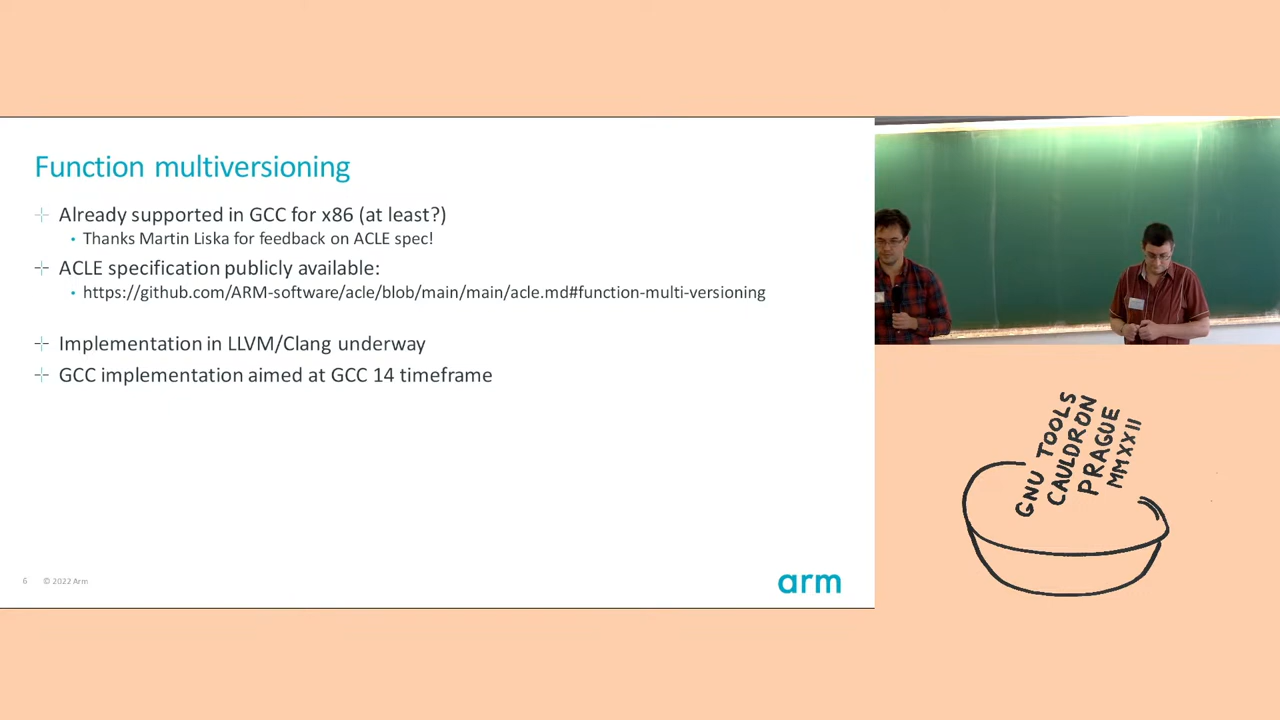 Function multiversioning
Already supported in GCC for x86 (at least?)
Thanks Martin Liska for feedback on ACLE spec!
ACLE specification publicly available:
https://github.com/ARM-software/acle/blob/main/main/acle.md#function-multi-versioning
Implementation in LLVM/Clang underway
GCC implementation aimed at GCC 14 timeframe
6 © 2022 Arm
arm
GNU TOOLS
CAULDRON
PRAGUE
MMXXII